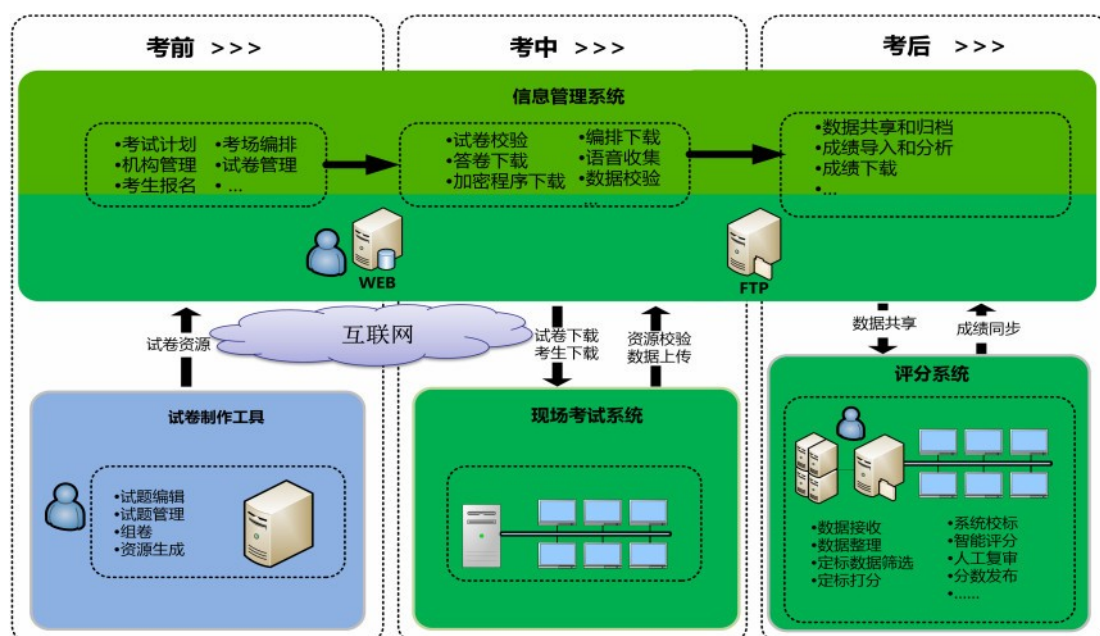 考前 >>>
考中 >>>
考后 >>>
信息管理系统
•考试计划 •考场编排
•机构管理 •试卷管理
•考生报名 • ...
•试卷校验 •编排下载
•答卷下载 •语音收集
•加密程序下载 •数据校验
...
•数据共享和归档
•成绩导入和分析
•成绩下载
•...
WEB
FTP
试卷资源
互联网
试卷下载
考生下载
资源校验
数据上传
数据共享
成绩同步
试卷制作工具
•试题编辑
•试题管理
•组卷
•资源生成
现场考试系统
评分系统
•数据接收
•数据整理
•定标数据筛选
•定标打分
•系统校标
•智能评分
•人工复审
•分数发布
•......